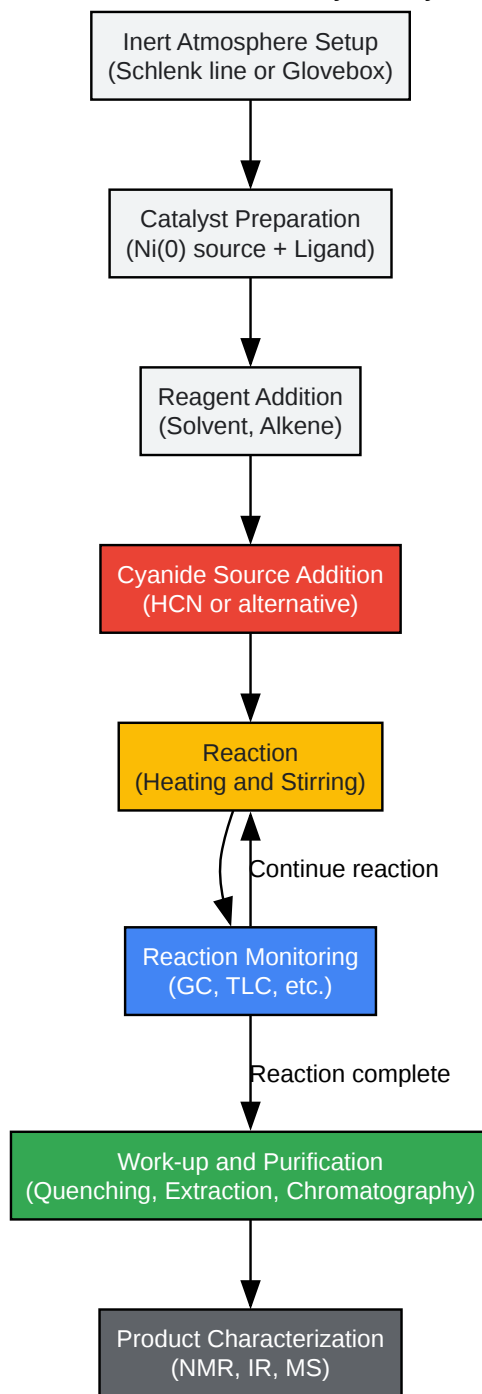 Inert Atmosphere Setup
(Schlenk line or Glovebox)
Catalyst Preparation
(Ni(0) source + Ligand)
Reagent Addition
(Solvent, Alkene)
Cyanide Source Addition
(HCN or alternative)
Reaction
(Heating and Stirring)
Continue reaction
Reaction Monitoring
(GC, TLC, etc.)
Reaction complete
Work-up and Purification
(Quenching, Extraction, Chromatography)
Product Characterization
(NMR, IR, MS)